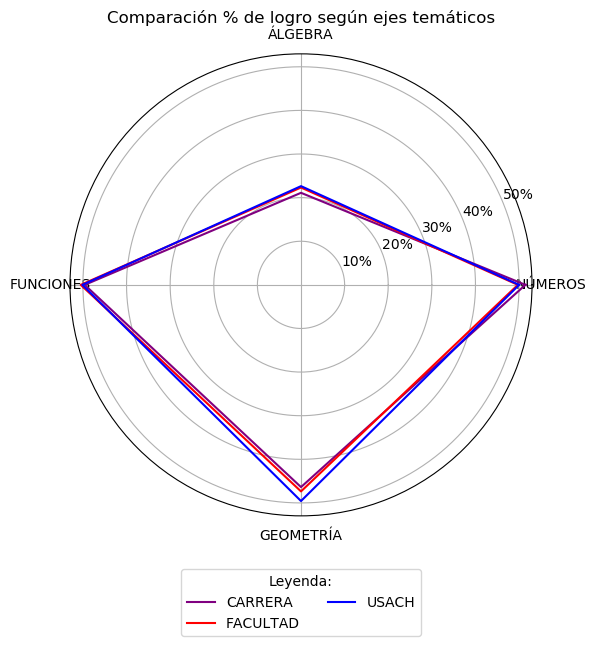 Comparación % de logro según ejes temáticos
ÁLGEBRA
50%
40%
30%
20%
10%
FUNCIONES
NÚMEROS
GEOMETRÍA
Leyenda:
CARRERA
USACH
FACULTAD